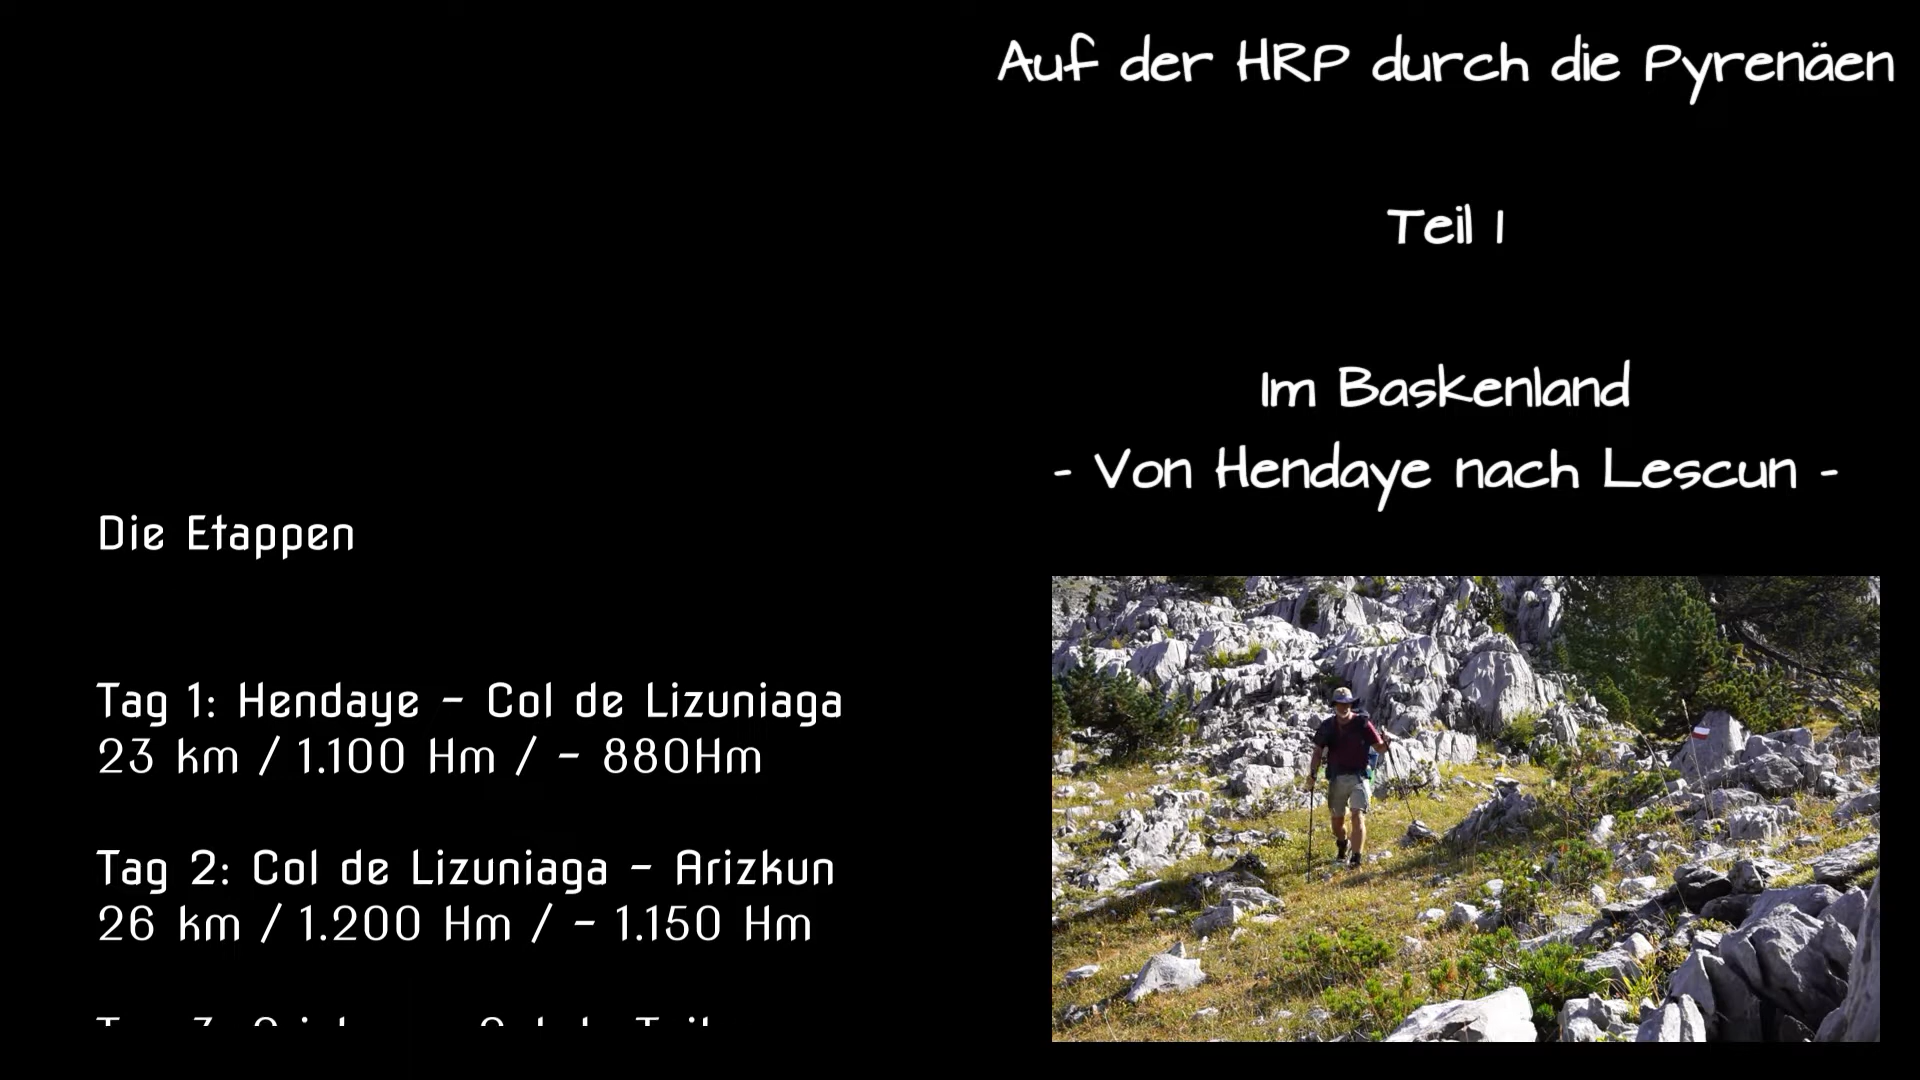 Auf der HRP durch die Pyrenäen
Teil 1
Im Baskenland
- Von Hendaye nach Lescun -
Die Etappen
Tag 1: Hendaye - Col de Lizuniaga
23 km / 1.100 Hm / - 880Hm
Tag 2: Col de Lizuniaga - Arizkun
26 km / 1.200 Hm / - 1.150 Hm